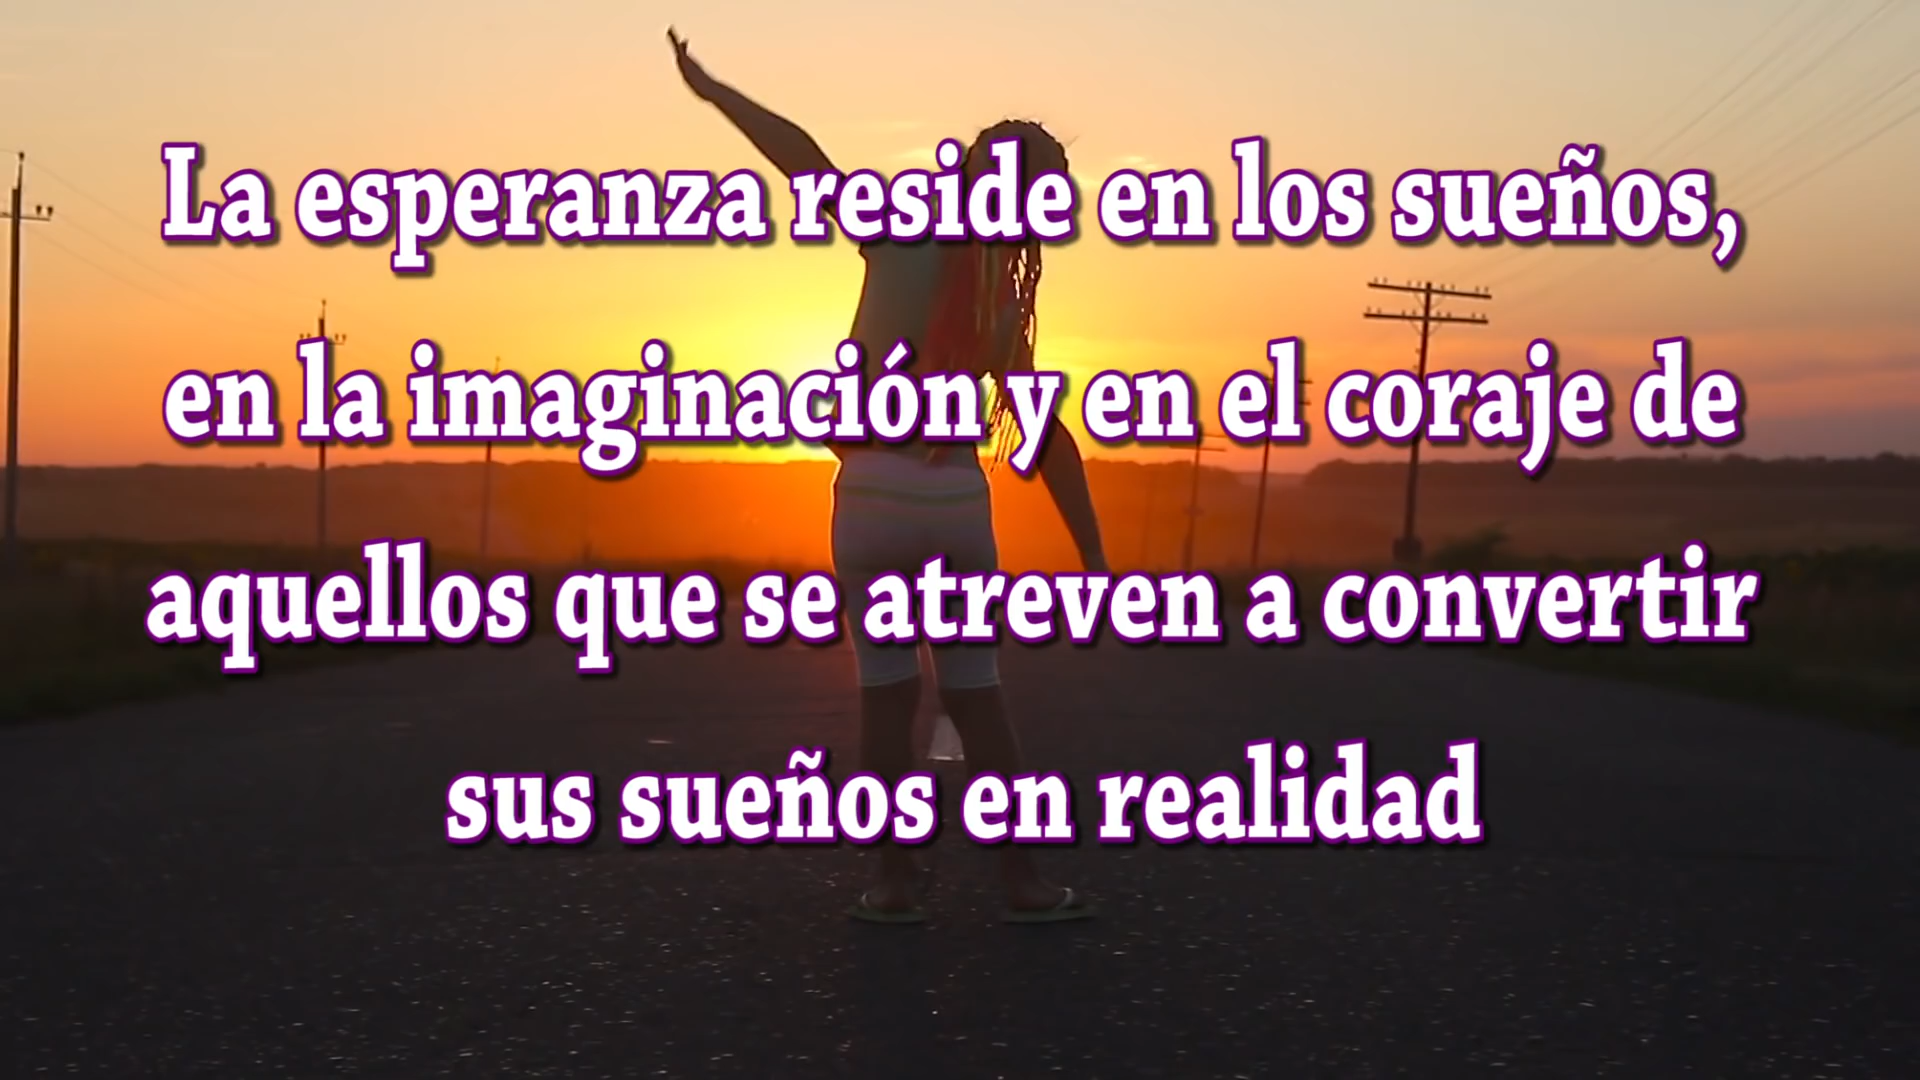 La esperanza reside en los sueños,
en la imaginación y en el coraje de
aquellos que se atreven a convertir
sus sueños en realidad